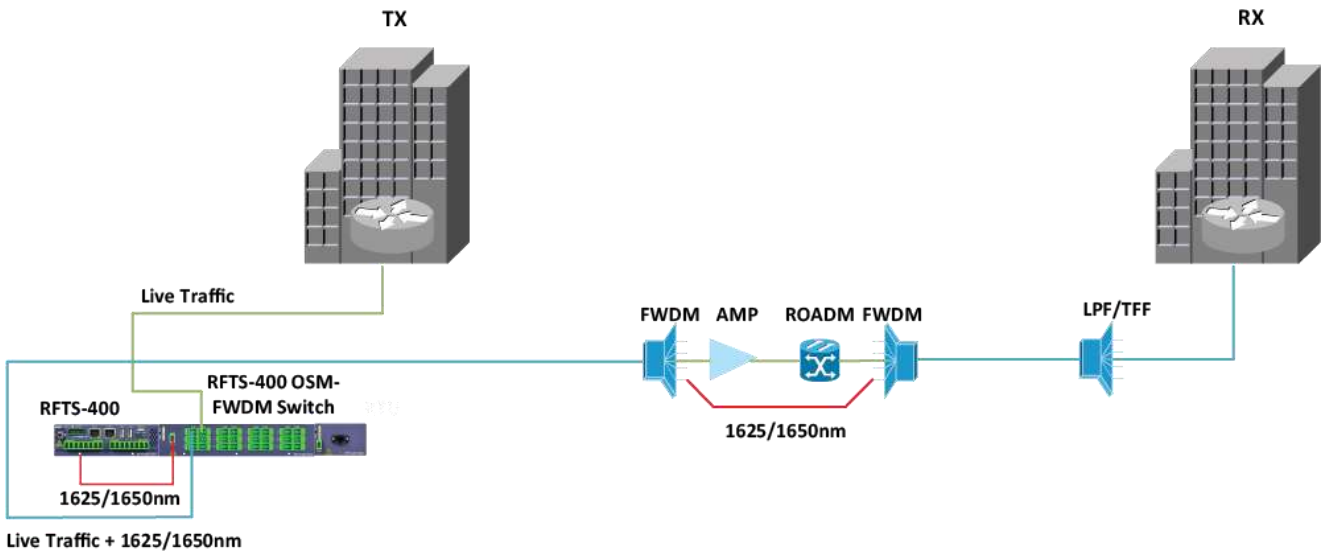 TX
RX
Live Traffic
FWDM
AMP
ROADM
FWDM
LPF/TFF
1625/1650nm
RFTS-400
RFTS-400 OSM-
FWDM Switch
1625/1650nm
Live Traffic + 1625/1650nm